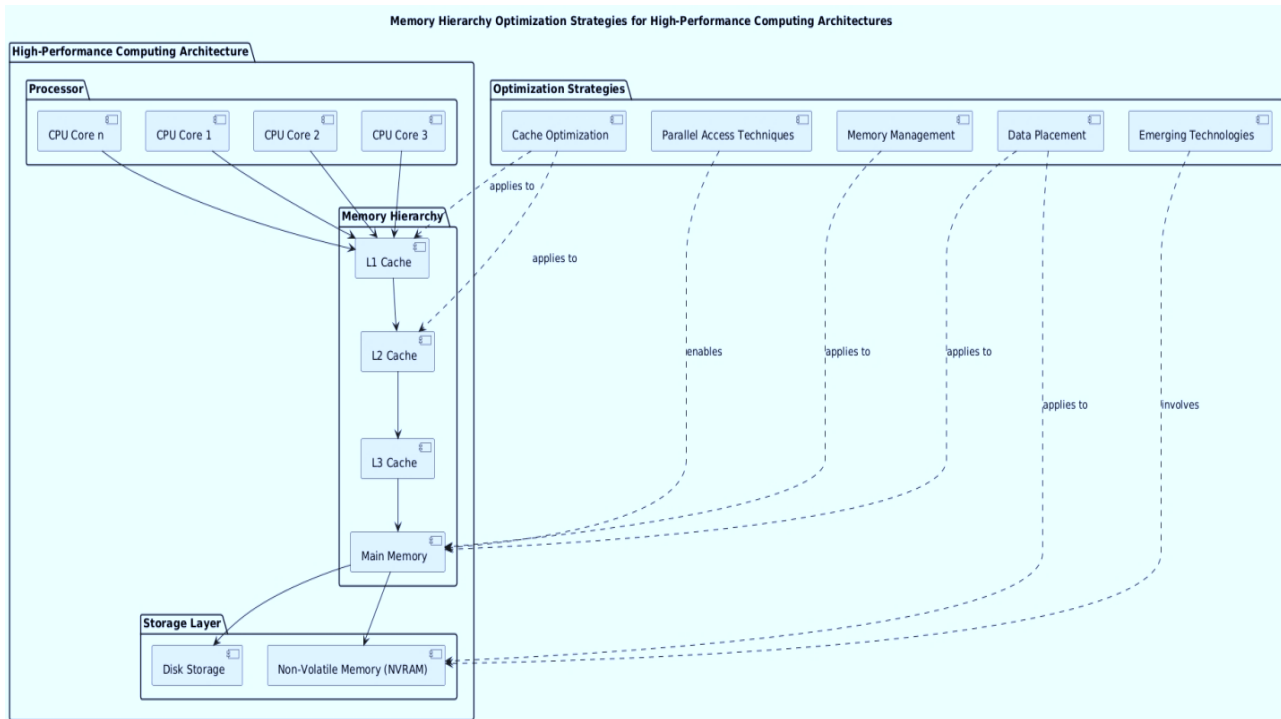 Memory Hierarchy Optimization Strategies for High-Performance Computing Architectures
High-Performance Computing Architecture
Processor
CPU Core n
CPU Core 1
CPU Core 2
CPU Core 3
Optimization Strategies
Cache Optimization
Parallel Access Techniques
Memory Management
Data Placement
Emerging Technologies
applies to
Memory Hierarchy
L1 Cache
applies to
L2 Cache
enables
applies to
applies to
applies to
involves
L3 Cache
Main Memory
Storage Layer
Disk Storage
Non-Volatile Memory (NVRAM)